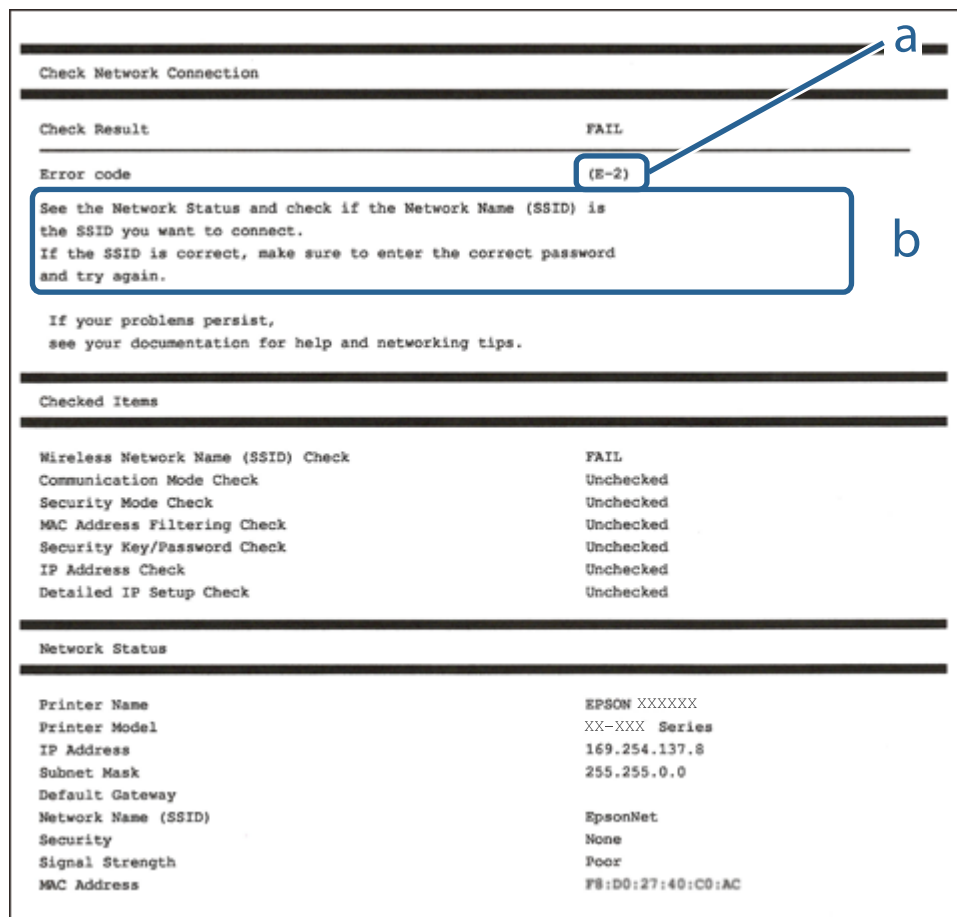 a
Check Network Connection
Check Result FAIL
Error code (E-2)
See the Network Status and check if the Network Name (SSID) is
the SSID you want to connect.
If the SSID is correct, make sure to enter the correct password
and try again.
b
If your problems persist,
see your documentation for help and networking tips.
Checked Items
Wireless Network Name (SSID) Check FAIL
Communication Mode Check Unchecked
Security Mode Check Unchecked
MAC Address Filtering Check Unchecked
Security Key/Password Check Unchecked
IP Address Check Unchecked
Detailed IP Setup Check Unchecked
Network Status
Printer Name EPSON XXXXXX
Printer Model XX-XXX Series
IP Address 169.254.137.8
Subnet Mask 255.255.0.0
Default Gateway
Network Name (SSID) EpsonNet
Security None
Signal Strength Poor
MAC Address F8:D0:27:40:C0:AC